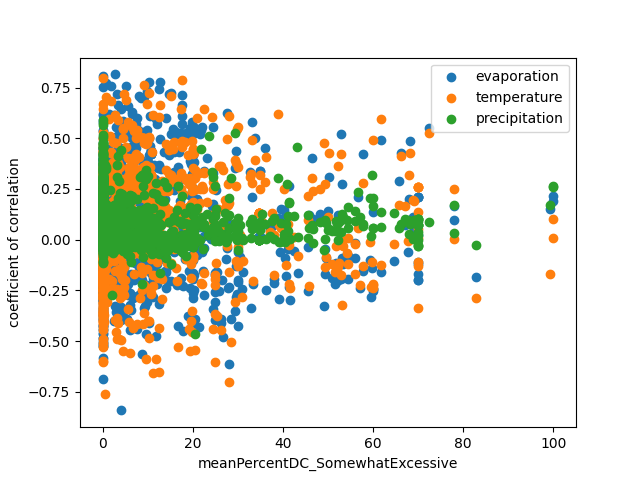 evaporation
temperature
precipitation
0.75
0.50
0.25
0.00
−0.25
−0.50
−0.75
coefficient of correlation
0 20 40 60 80 100
meanPercentDC_SomewhatExcessive